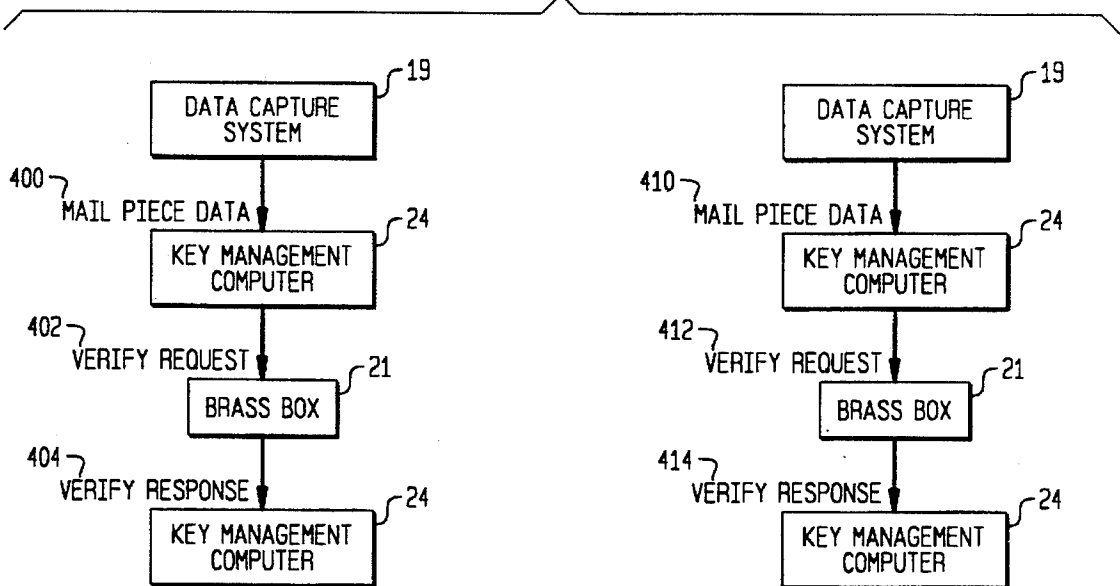 19
DATA CAPTURE
SYSTEM
400
MAIL PIECE DATA
24
KEY MANAGEMENT
COMPUTER
402
VERIFY REQUEST
21
BRASS BOX
404
VERIFY RESPONSE
24
KEY MANAGEMENT
COMPUTER
19
DATA CAPTURE
SYSTEM
410
MAIL PIECE DATA
24
KEY MANAGEMENT
COMPUTER
412
VERIFY REQUEST
21
BRASS BOX
414
VERIFY RESPONSE
24
KEY MANAGEMENT
COMPUTER